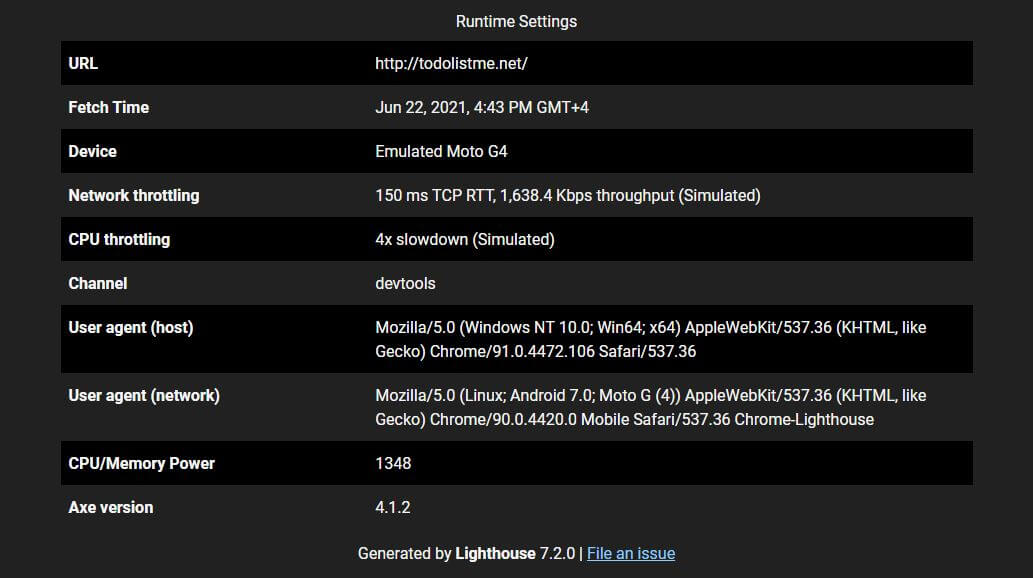 Runtime Settings
URL http://todolistme.net/
Fetch Time Jun 22, 2021, 4:43 PM GMT+4
Device Emulated Moto G4
Network throttling 150 ms TCP RTT, 1,638.4 Kbps throughput (Simulated)
CPU throttling 4x slowdown (Simulated)
Channel devtools
User agent (host) Mozilla/5.0 (Windows NT 10.0; Win64; x64) AppleWebKit/537.36 (KHTML, like
Gecko) Chrome/91.0.4472.106 Safari/537.36
User agent (network) Mozilla/5.0 (Linux; Android 7.0; Moto G (4)) AppleWebKit/537.36 (KHTML, like
Gecko) Chrome/90.0.4420.0 Mobile Safari/537.36 Chrome-Lighthouse
CPU/Memory Power 1348
Axe version 4.1.2
Generated by Lighthouse 7.2.0 | File an issue